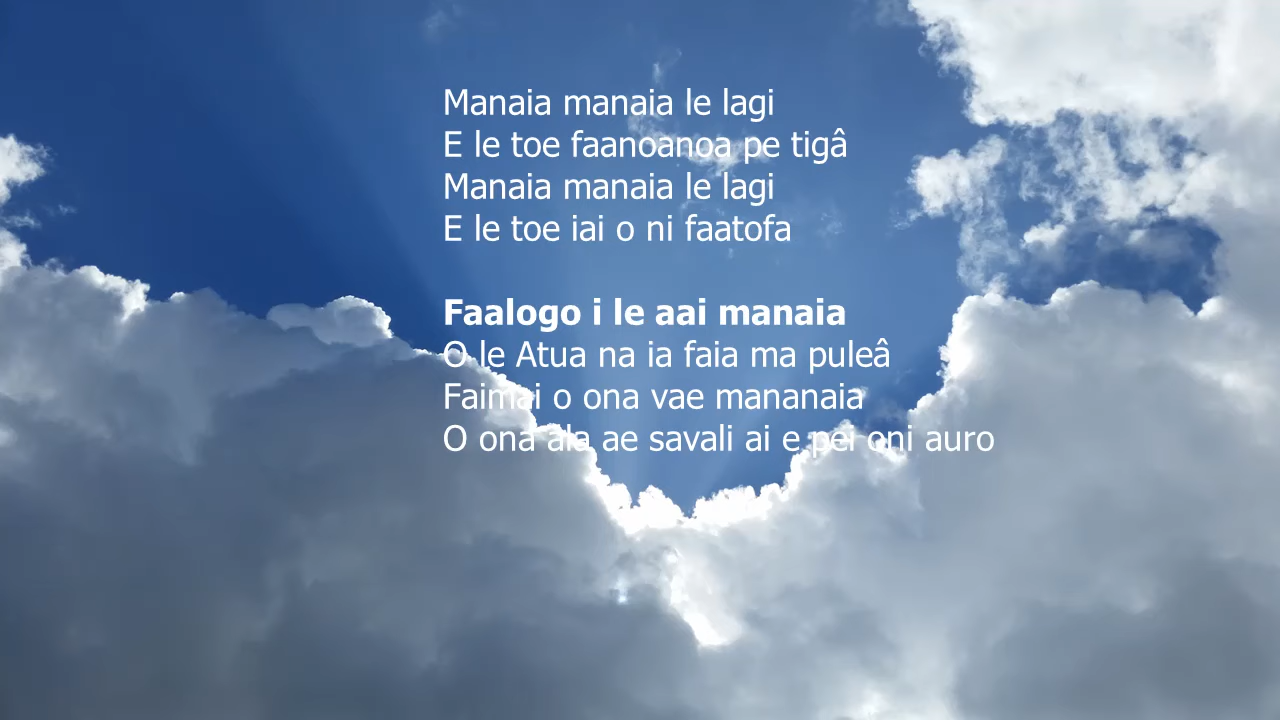 Manaia manaia le lagi
E le toe faanoanoa pe tigâ
Manaia manaia le lagi
E le toe iai o ni faatofa
Faalogo i le aai manaia
O le Atua na ia faia ma puleâ
Faimai o ona vae mananaia
O ona ala ae savali ai e pei oni auro